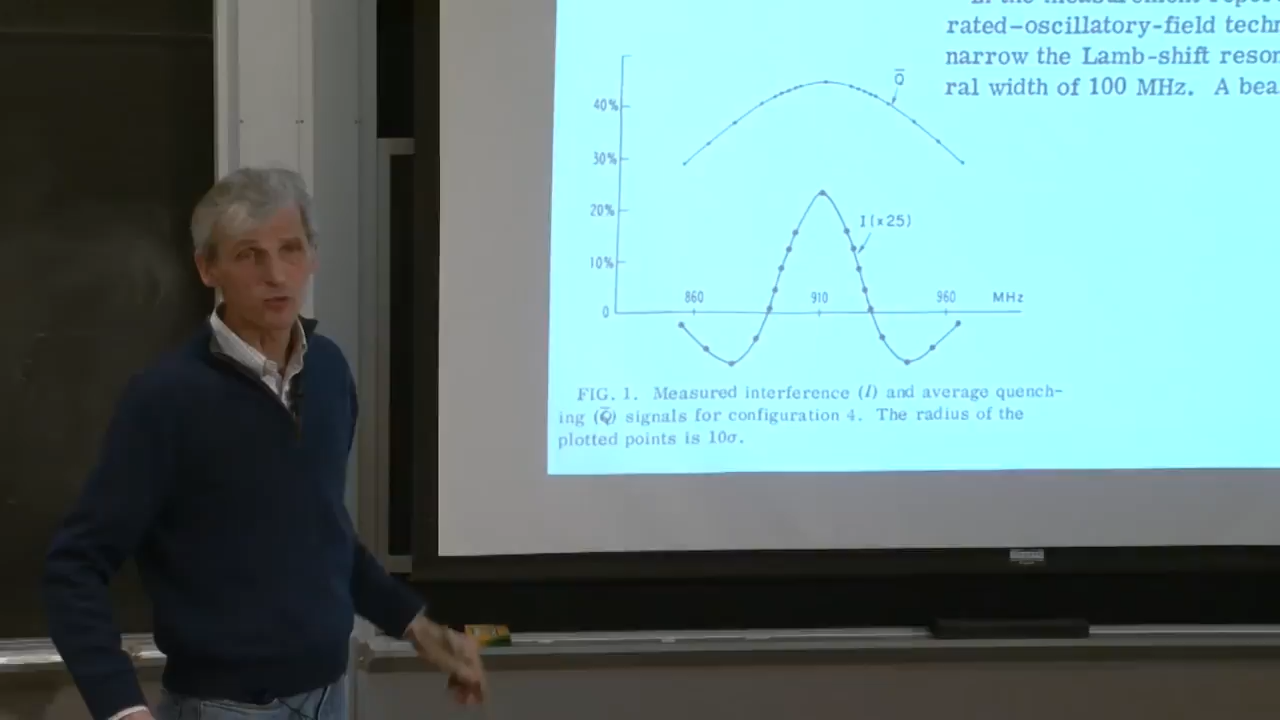 rated-oscillatory-field techn
narrow the Lamb-shift reson
ral width of 100 MHz. A bea
Q̄
40%
30%
20%
I (×25)
10%
860
910
960
MHz
0
FIG. 1. Measured interference (I) and average quench-
ing (Q̄) signals for configuration 4. The radius of the
plotted points is 10σ.